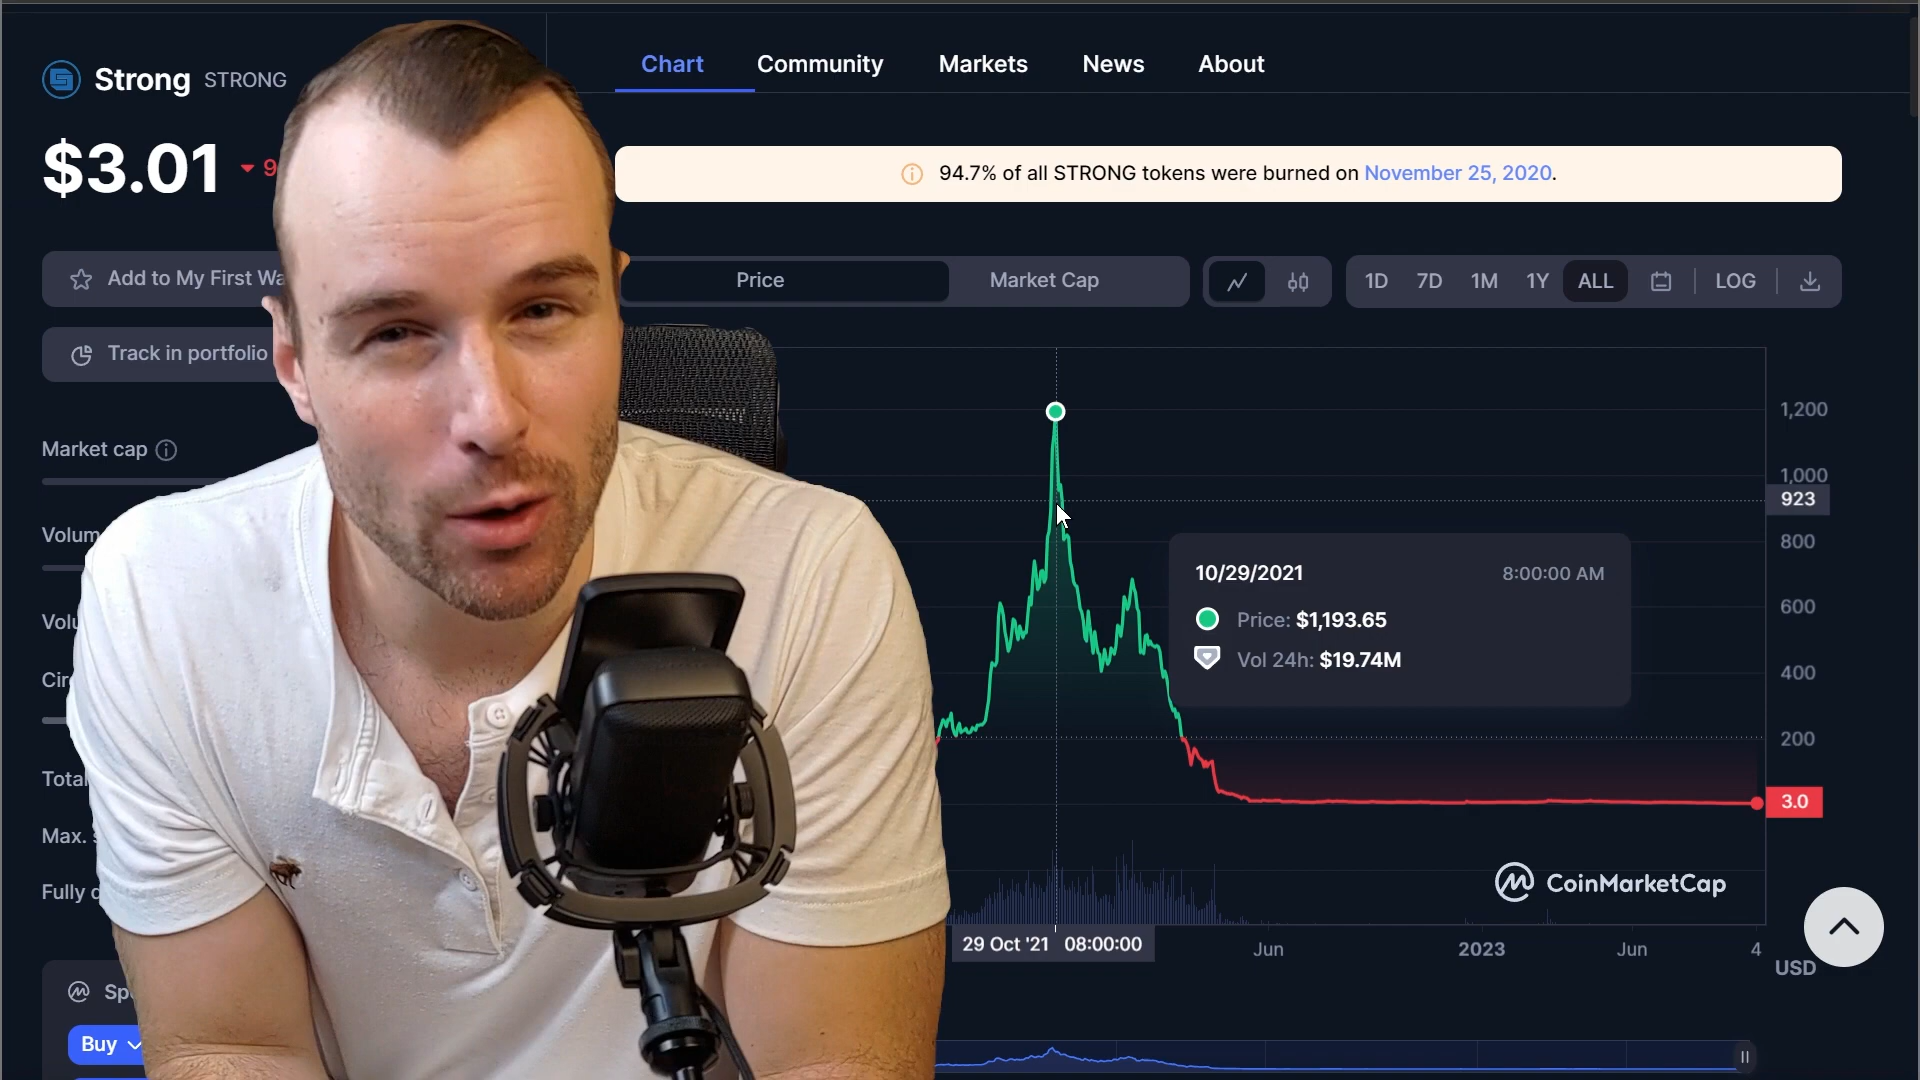 Strong STRONG
Chart Community Markets News About
$3.01
94.7% of all STRONG tokens were burned on November 25, 2020.
Add to My First
Price Market Cap
1D 7D 1M 1Y ALL LOG
Track in portfolio
Market cap
1,200
1,000
923
800
600
400
200
3.0
10/29/2021 8:00:00 AM
Price: $1,193.65
Vol 24h: $19.74M
Max.
Fully
CoinMarketCap
29 Oct '21 08:00:00
Jun 2023 Jun 4
USD
Buy